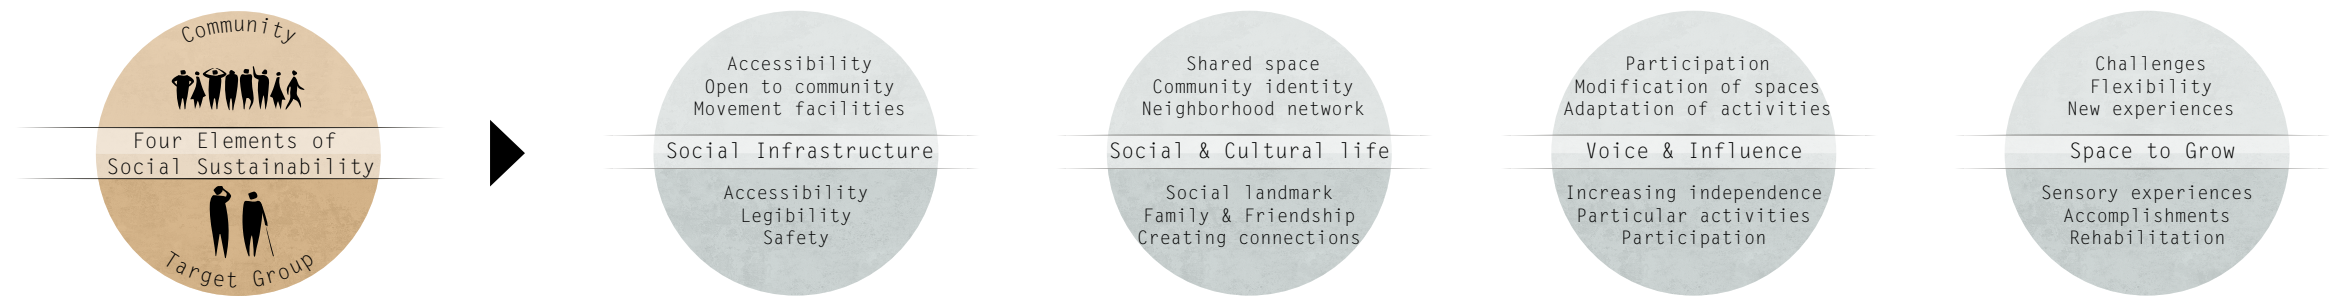 Community
Four Elements of
Social Sustainability
Target Group
Accessibility
Open to community
Movement facilities
Social Infrastructure
Accessibility
Legibility
Safety
Shared space
Community identity
Neighborhood network
Social & Cultural life
Social landmark
Family & Friendship
Creating connections
Participation
Modification of spaces
Adaptation of activities
Voice & Influence
Increasing independence
Particular activities
Participation
Challenges
Flexibility
New experiences
Space to Grow
Sensory experiences
Accomplishments
Rehabilitation